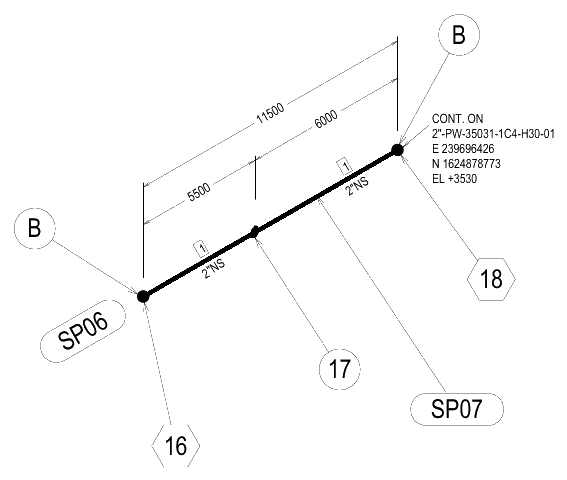 B
CONT. ON
2"-PW-35031-1C4-H30-01
E 239696426
N 1624878773
EL +3530
11500
6000
5500
1
2"NS
B
1
2"NS
18
SP06
17
SP07
16